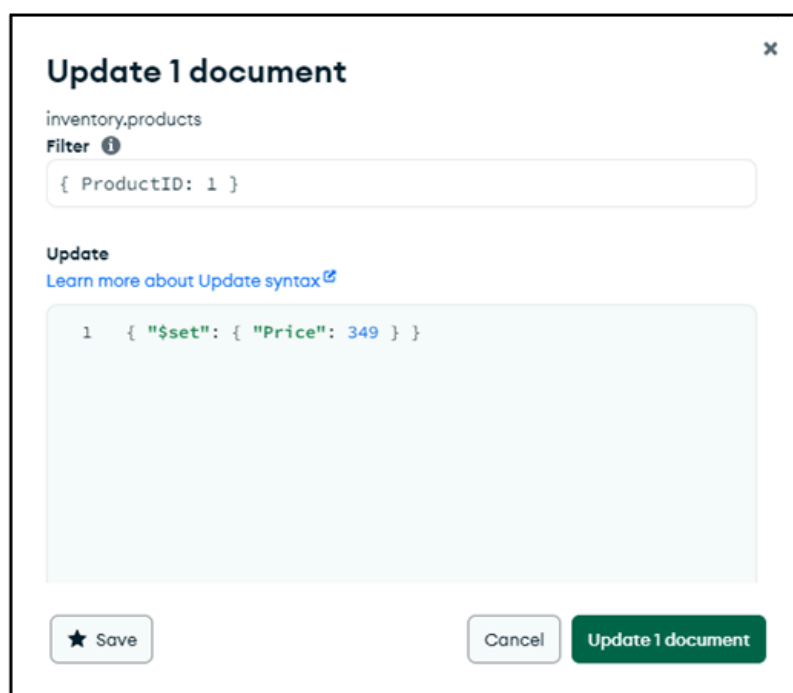 Update 1 document
inventory.products
Filter
{ ProductID: 1 }
Update
Learn more about Update syntax
1 { "$set": { "Price": 349 } }
Save
Cancel
Update 1 document